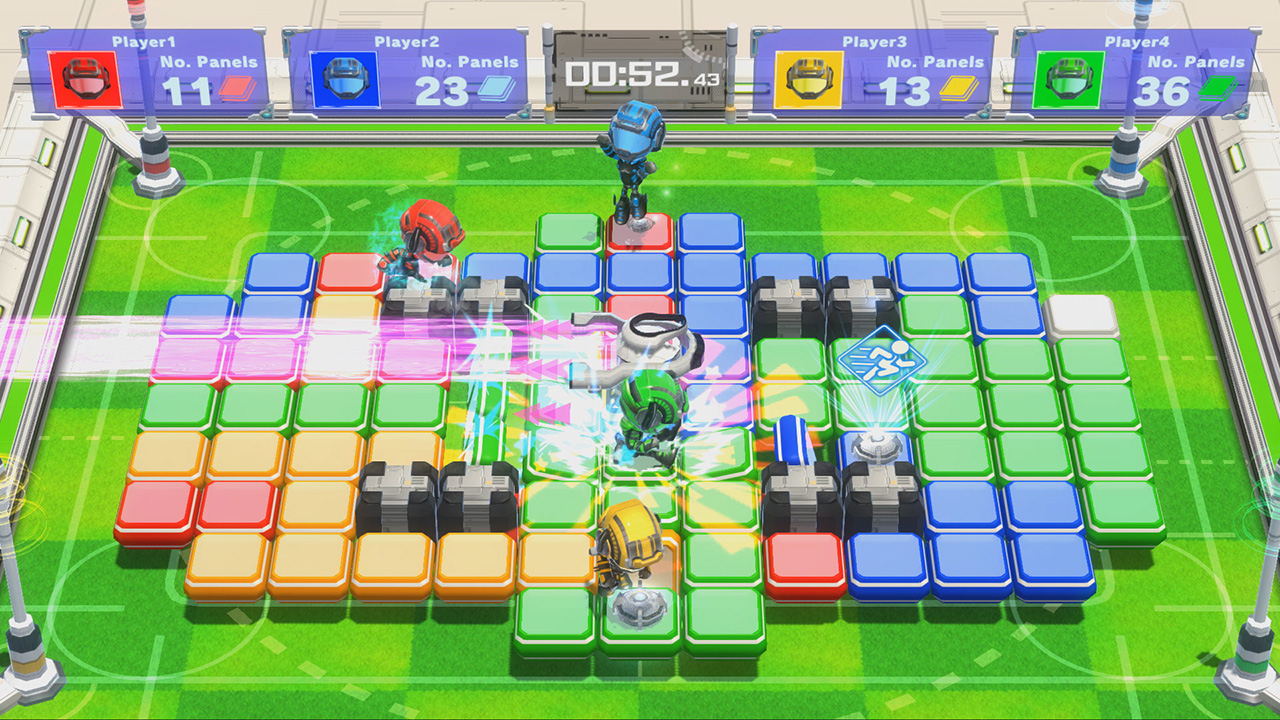 Player1
No. Panels
11
Player2
No. Panels
23
00:52.43
Player3
No. Panels
13
Player4
No. Panels
36